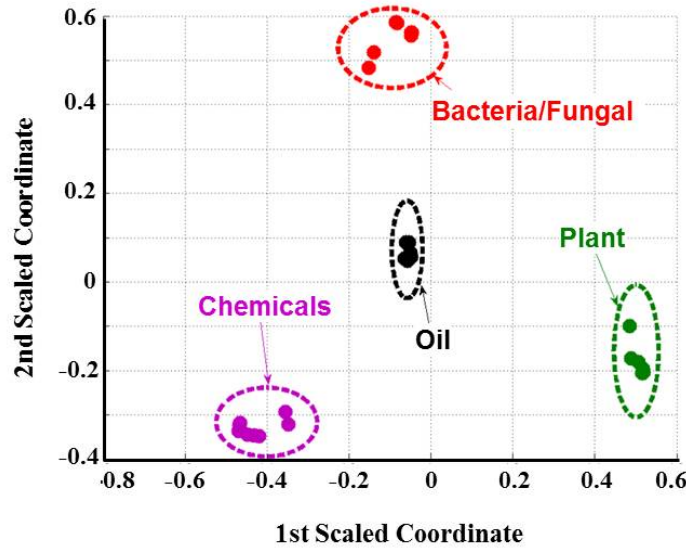 0.6
0.4
0.2
0
-0.2
-0.4
2nd Scaled Coordinate
Bacteria/Fungal
Plant
Chemicals
Oil
-0.8 -0.6 -0.4 -0.2 0 0.2 0.4 0.6
1st Scaled Coordinate